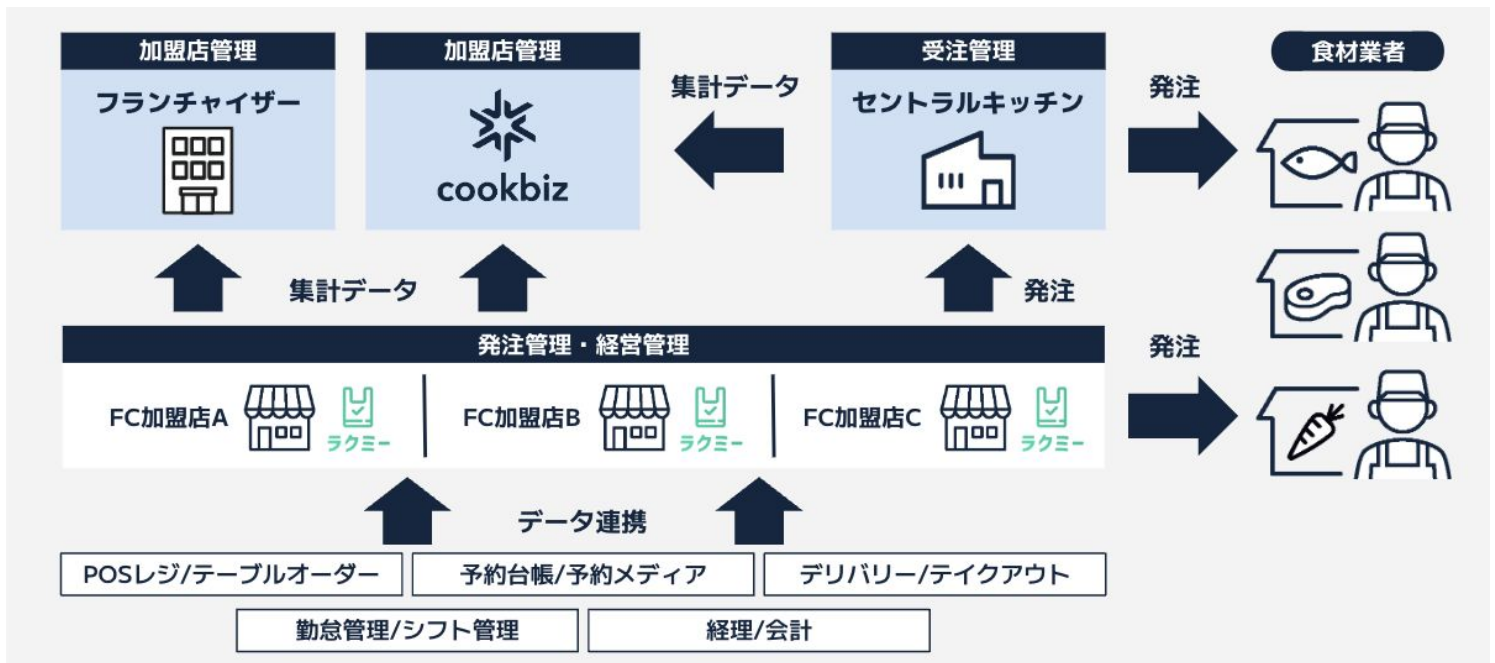 加盟店管理
フランチャイザー
加盟店管理
cookbiz
集計データ
受注管理
セントラルキッチン
発注
食材業者
集計データ
発注
発注管理・経営管理
FC加盟店A
ラクミー
FC加盟店B
ラクミー
FC加盟店C
ラクミー
発注
データ連携
POSレジ/テーブルオーダー
予約台帳/予約メディア
デリバリー/テイクアウト
勤怠管理/シフト管理
経理/会計